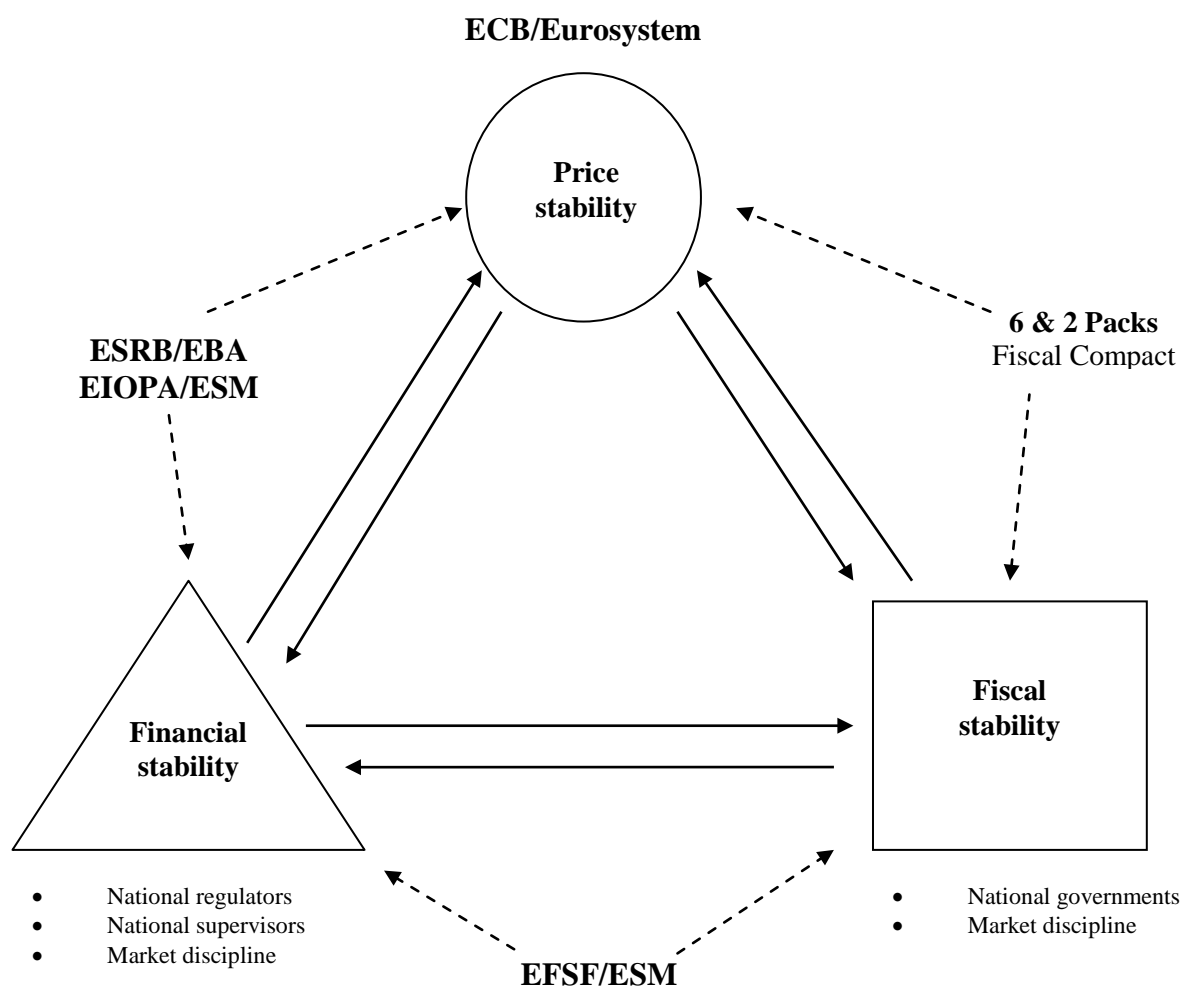 ECB/Eurosystem
Price
stability
6 & 2 Packs
Fiscal Compact
ESRB/EBA
EIOPA/ESM
Fiscal
stability
Financial
stability
• National regulators
• National supervisors
• Market discipline
• National governments
• Market discipline
EFSF/ESM